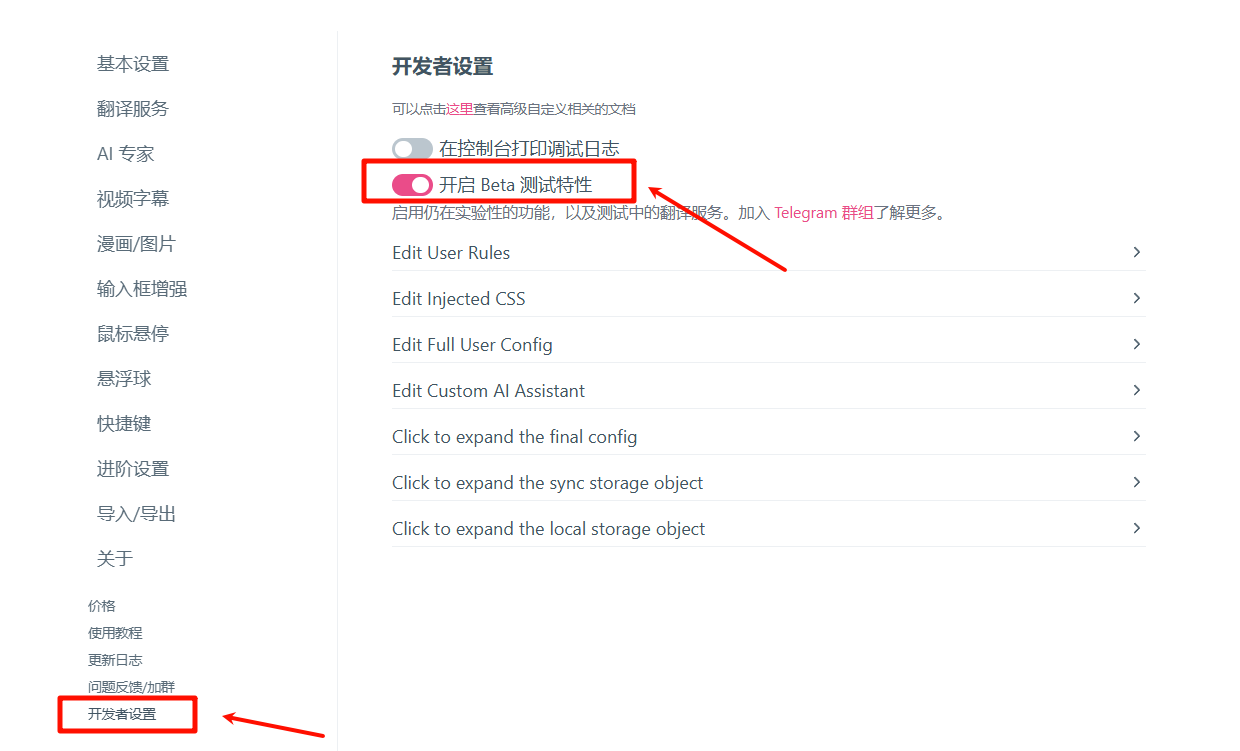 基本设置
翻译服务
AI 专家
视频字幕
漫画/图片
输入框增强
鼠标悬停
悬浮球
快捷键
进阶设置
导入/导出
关于
价格
使用教程
更新日志
问题反馈/加群
开发者设置
开发者设置
可以点击这里查看高级自定义相关的文档
在控制台打印调试日志
开启 Beta 测试特性
启用仍在实验性的功能，以及测试中的翻译服务。加入 Telegram 群组了解更多。
Edit User Rules
Edit Injected CSS
Edit Full User Config
Edit Custom AI Assistant
Click to expand the final config
Click to expand the sync storage object
Click to expand the local storage object